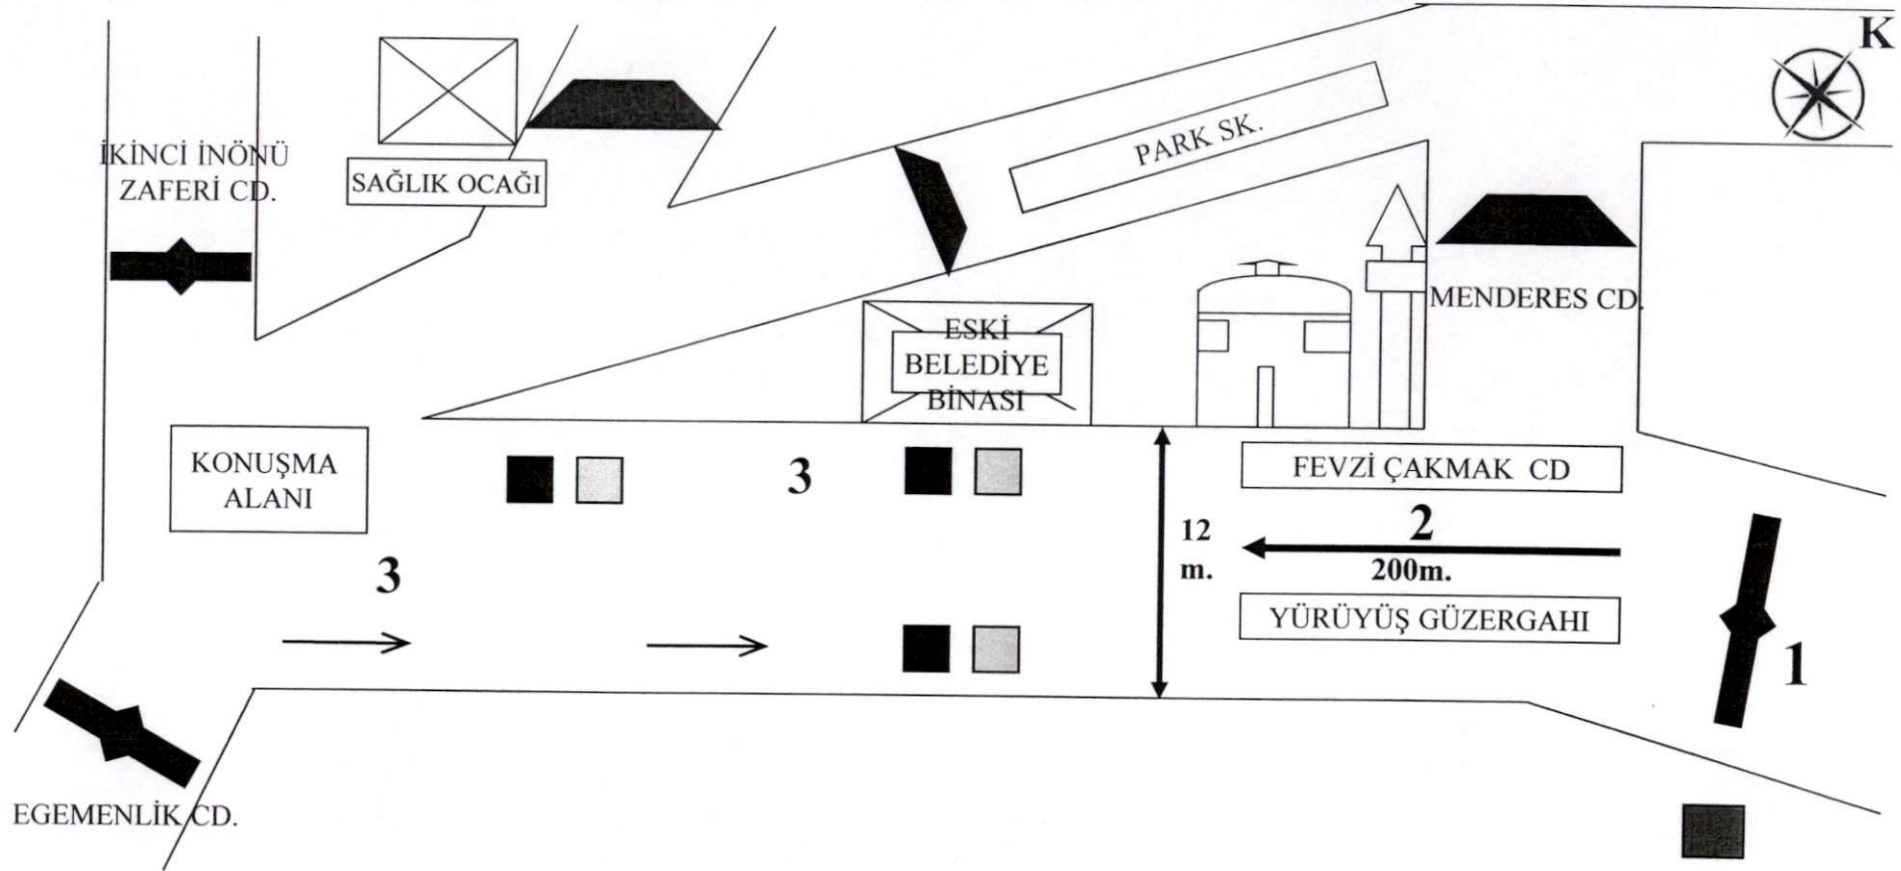 K
İKİNCİ İNÖNÜ
ZAFERİ CD.
SAĞLIK OCAĞI
PARK SK.
MENDERES CD.
ESKİ
BELEDİYE
BİNASI
KONUŞMA
ALANI
3
FEVZİ ÇAKMAK CD
12
m.
2
200m.
3
YÜRÜYÜŞ GÜZERGAHI
1
EGEMENLİK CD.